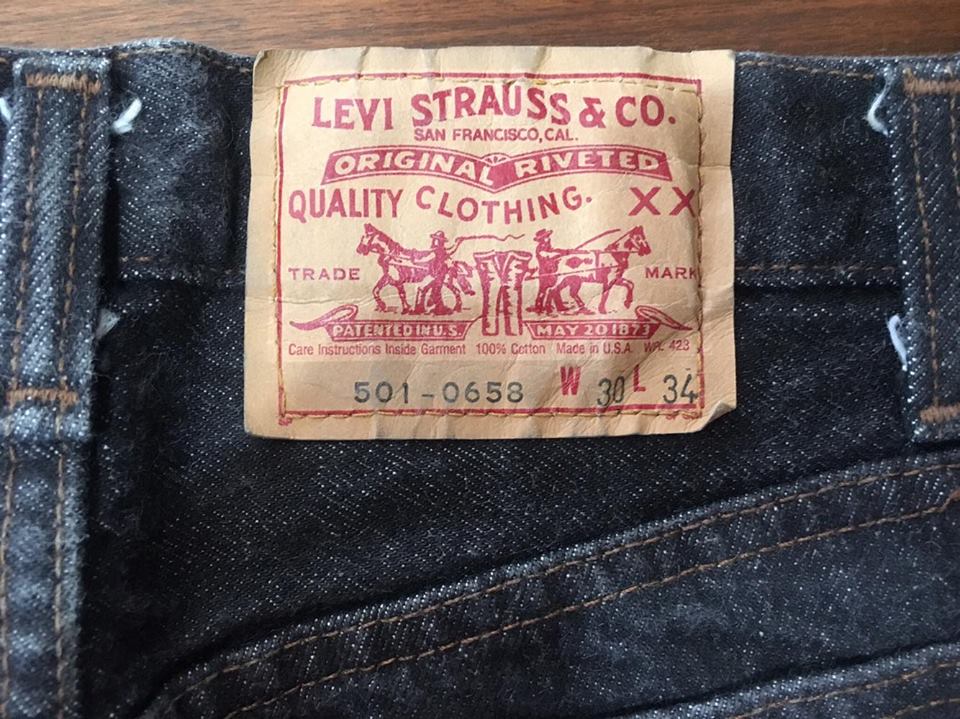 LEVI STRAUSS & CO.
SAN FRANCISCO, CAL.
ORIGINAL RIVETED
QUALITY CLOTHING. XX
TRADE MARK
PATENTED IN U.S. MAY 20 1873
Care Instructions Inside Garment 100% Cotton Made in U.S.A. WPL 423
501-0658 W 30 L 34